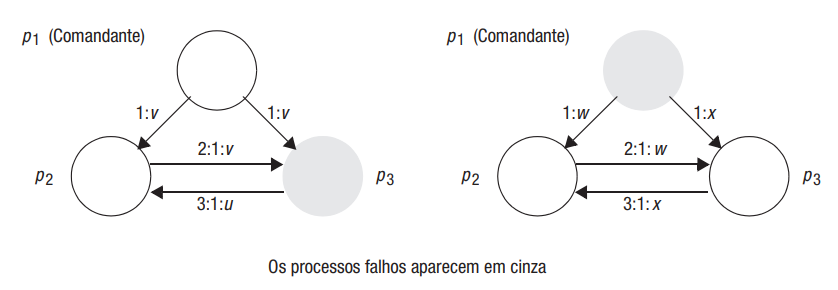 p1 (Comandante)
1:v
1:v
2:1:v
p2
p3
3:1:u
p1 (Comandante)
1:w
1:x
2:1:w
p2
p3
3:1:x
Os processos falhos aparecem em cinza